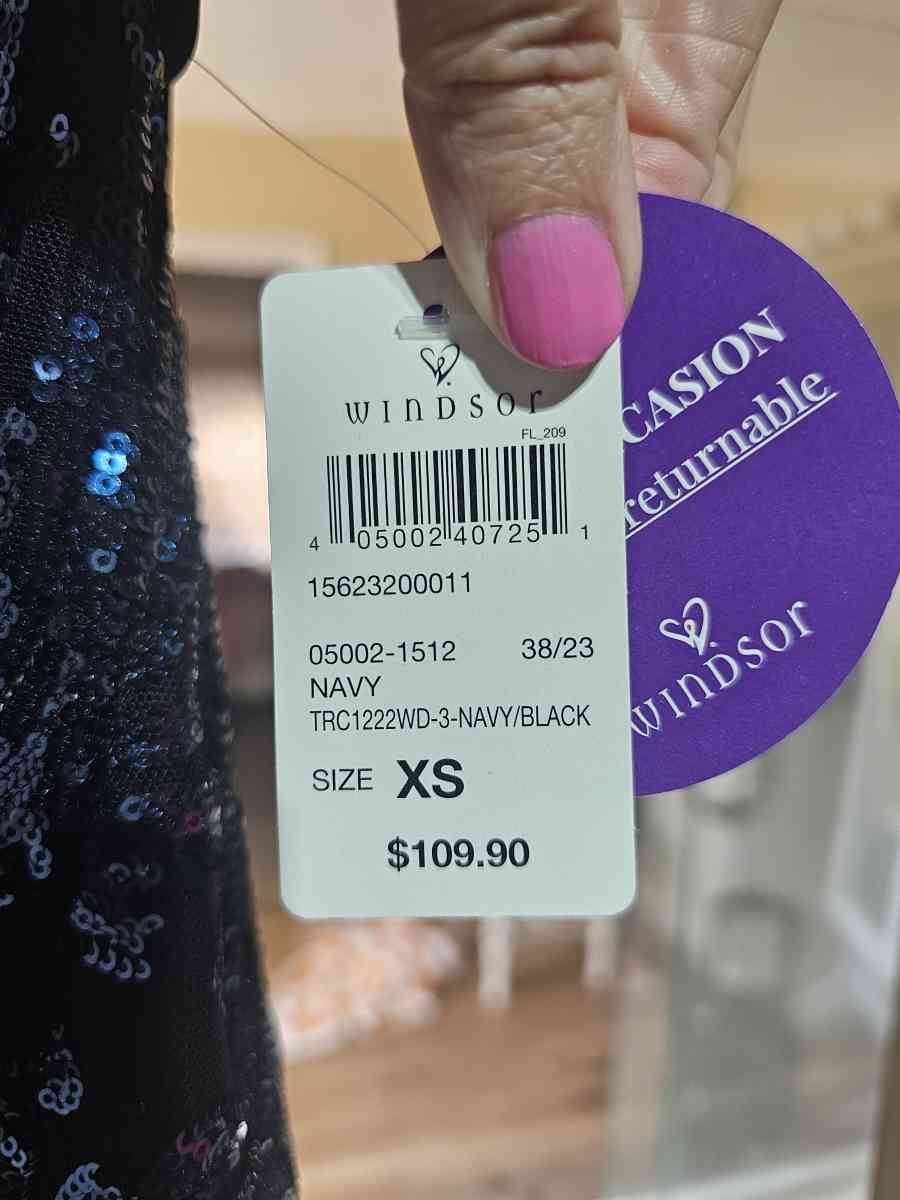 WINDSOR
FL_209
4 05002 40725 1
15623200011
05002-1512 38/23
NAVY
TRC1222WD-3-NAVY/BLACK
SIZE XS
$109.90
CASION
returnable
WINDSOR